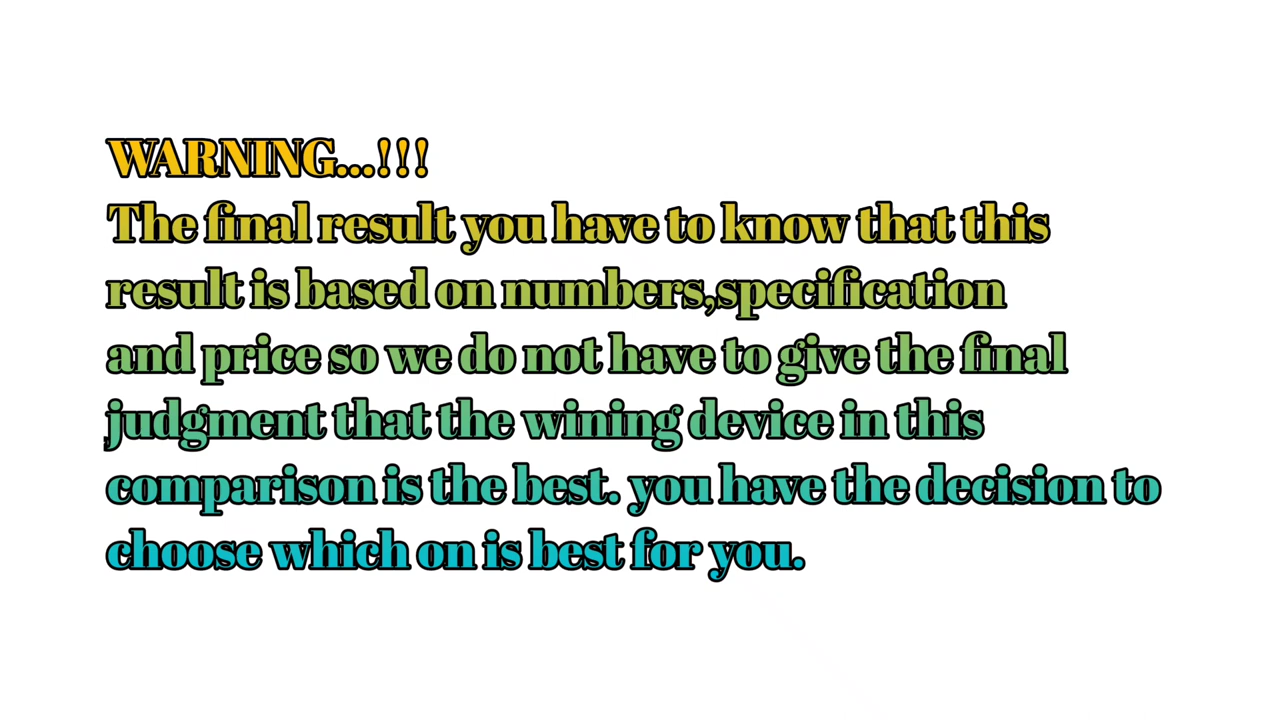 WARNING...!!!
The final result you have to know that this
result is based on numbers,specification
and price so we do not have to give the final
judgment that the wining device in this
comparison is the best. you have the decision to
choose which on is best for you.